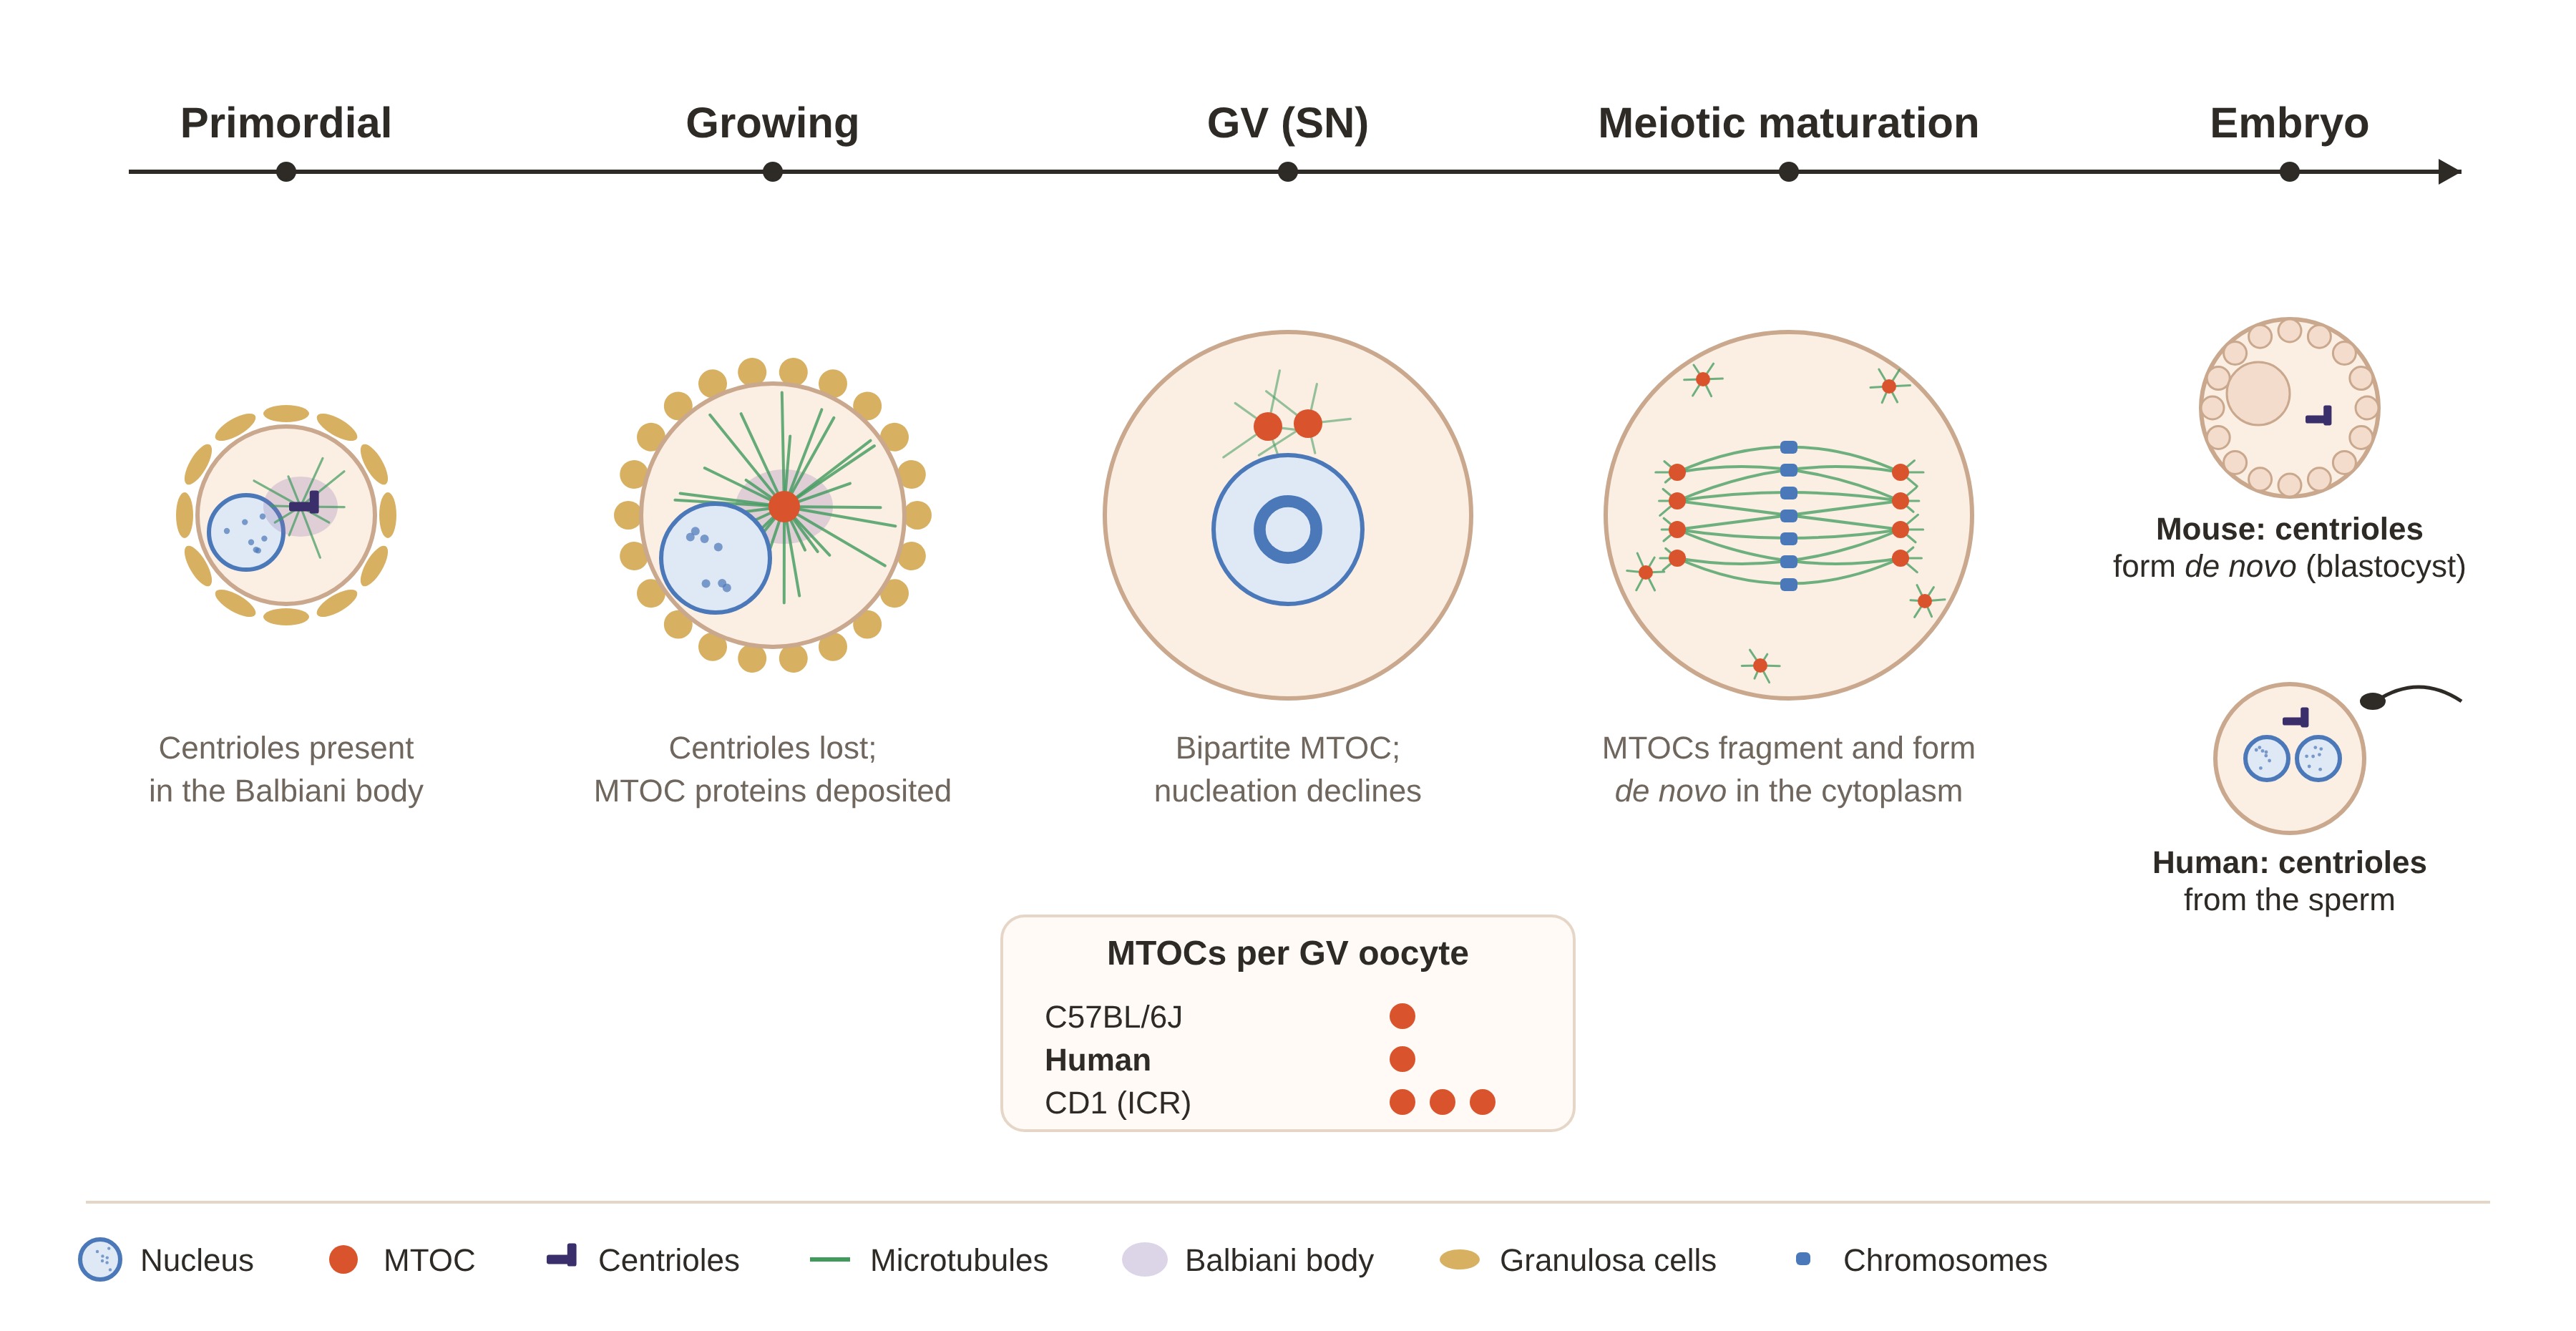 Primordial
Growing
GV (SN)
Meiotic maturation
Embryo
Centrioles present
in the Balbiani body
Centrioles lost;
MTOC proteins deposited
Bipartite MTOC;
nucleation declines
MTOCs fragment and form
de novo in the cytoplasm
Mouse: centrioles
form de novo (blastocyst)
Human: centrioles
from the sperm
MTOCs per GV oocyte
C57BL/6J
Human
CD1 (ICR)
Nucleus
MTOC
Centrioles
Microtubules
Balbiani body
Granulosa cells
Chromosomes